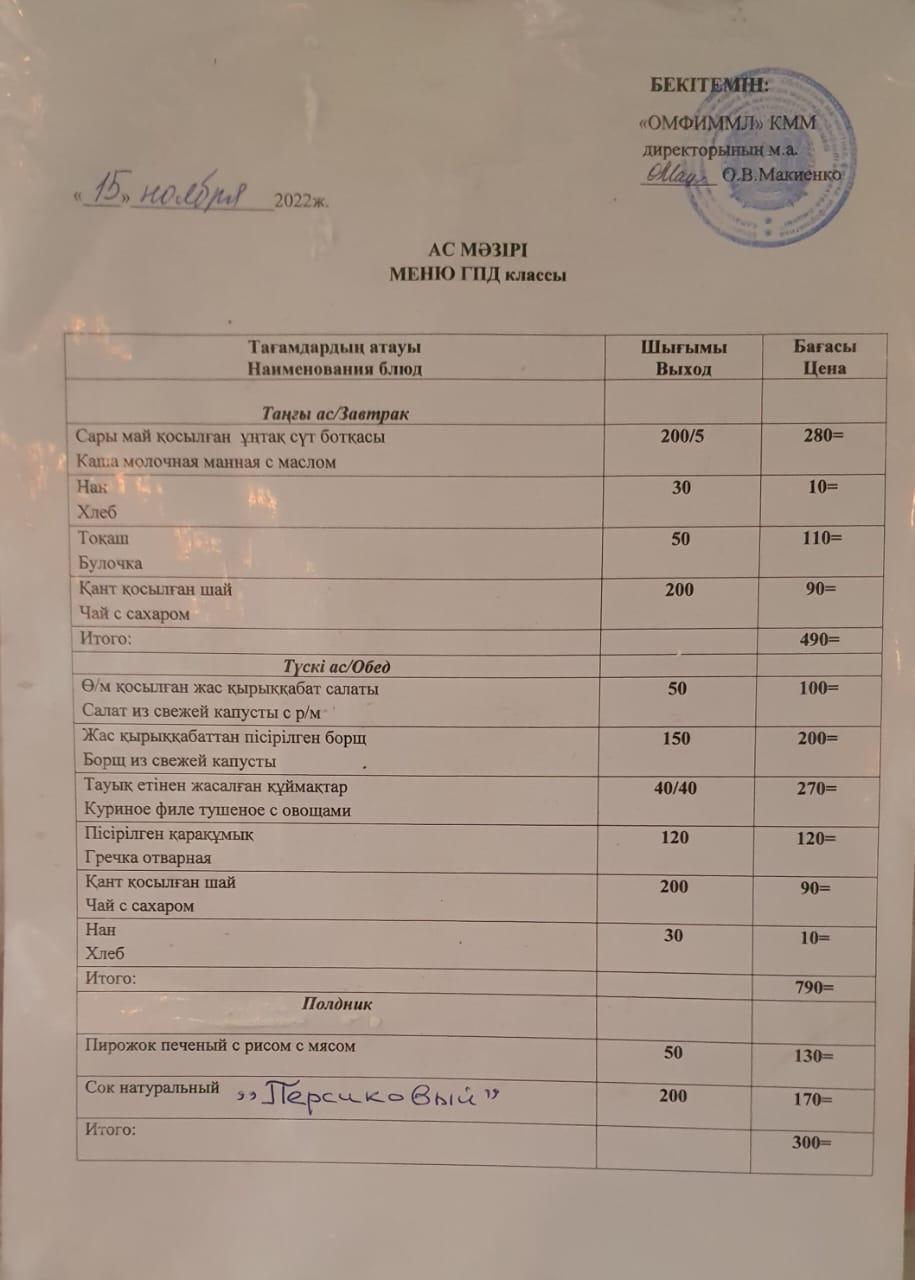 БЕКІТЕМІН:
«ОМФИММЛ» КММ
директорының м.а.
О.В.Макиенко
«15» ноября 2022ж.
АС МӘЗІРІ
МЕНЮ ГПД классы
Тағамдардың атауы Шығымы Бағасы
Наименования блюд Выход Цена
Таңғы ас/Завтрак
Сары май қосылған ұнтақ сүт ботқасы 200/5 280=
Каша молочная манная с маслом
Нан 30 10=
Хлеб
Тоқаш 50 110=
Булочка
Қант қосылған шай 200 90=
Чай с сахаром
Итого: 490=
Түскі ас/Обед
Ө/м қосылған жас қырыққабат салаты 50 100=
Салат из свежей капусты с р/м
Жас қырыққабаттан пісірілген борщ 150 200=
Борщ из свежей капусты
Тауық етінен жасалған құймақтар 40/40 270=
Куриное филе тушеное с овощами
Пісірілген қарақұмық 120 120=
Гречка отварная
Қант қосылған шай 200 90=
Чай с сахаром
Нан 30 10=
Хлеб
Итого: 790=
Полдник
Пирожок печеный с рисом с мясом 50 130=
Сок натуральный „Персиковый" 200 170=
Итого: 300=